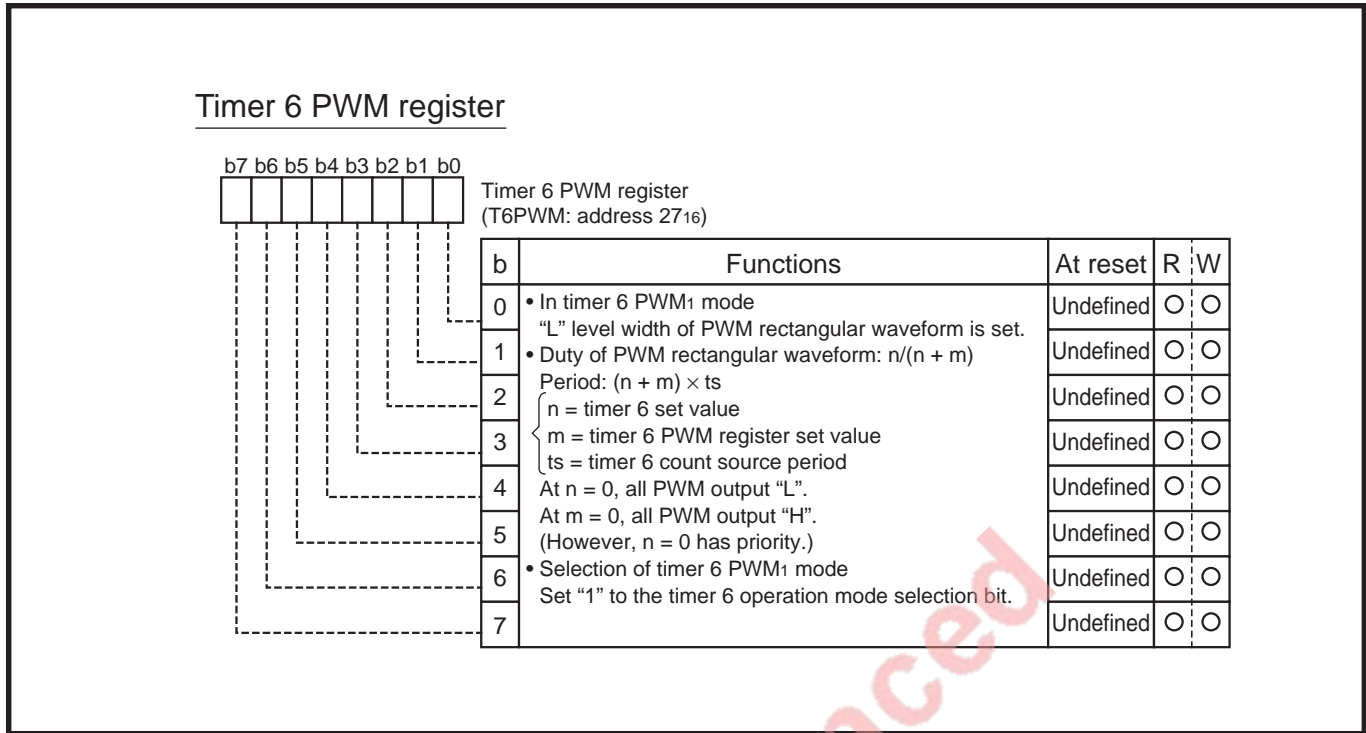 Timer 6 PWM register
b7 b6 b5 b4 b3 b2 b1 b0
Timer 6 PWM register
(T6PWM: address 2716)
b Functions At reset R W
0 • In timer 6 PWM1 mode Undefined O O
“L” level width of PWM rectangular waveform is set.
1 • Duty of PWM rectangular waveform: n/(n + m) Undefined O O
Period: (n + m) × ts
2 n = timer 6 set value Undefined O O
3 m = timer 6 PWM register set value Undefined O O
ts = timer 6 count source period
4 At n = 0, all PWM output “L”. Undefined O O
At m = 0, all PWM output “H”.
5 (However, n = 0 has priority.) Undefined O O
6 • Selection of timer 6 PWM1 mode Undefined O O
Set “1” to the timer 6 operation mode selection bit.
7 Undefined O O